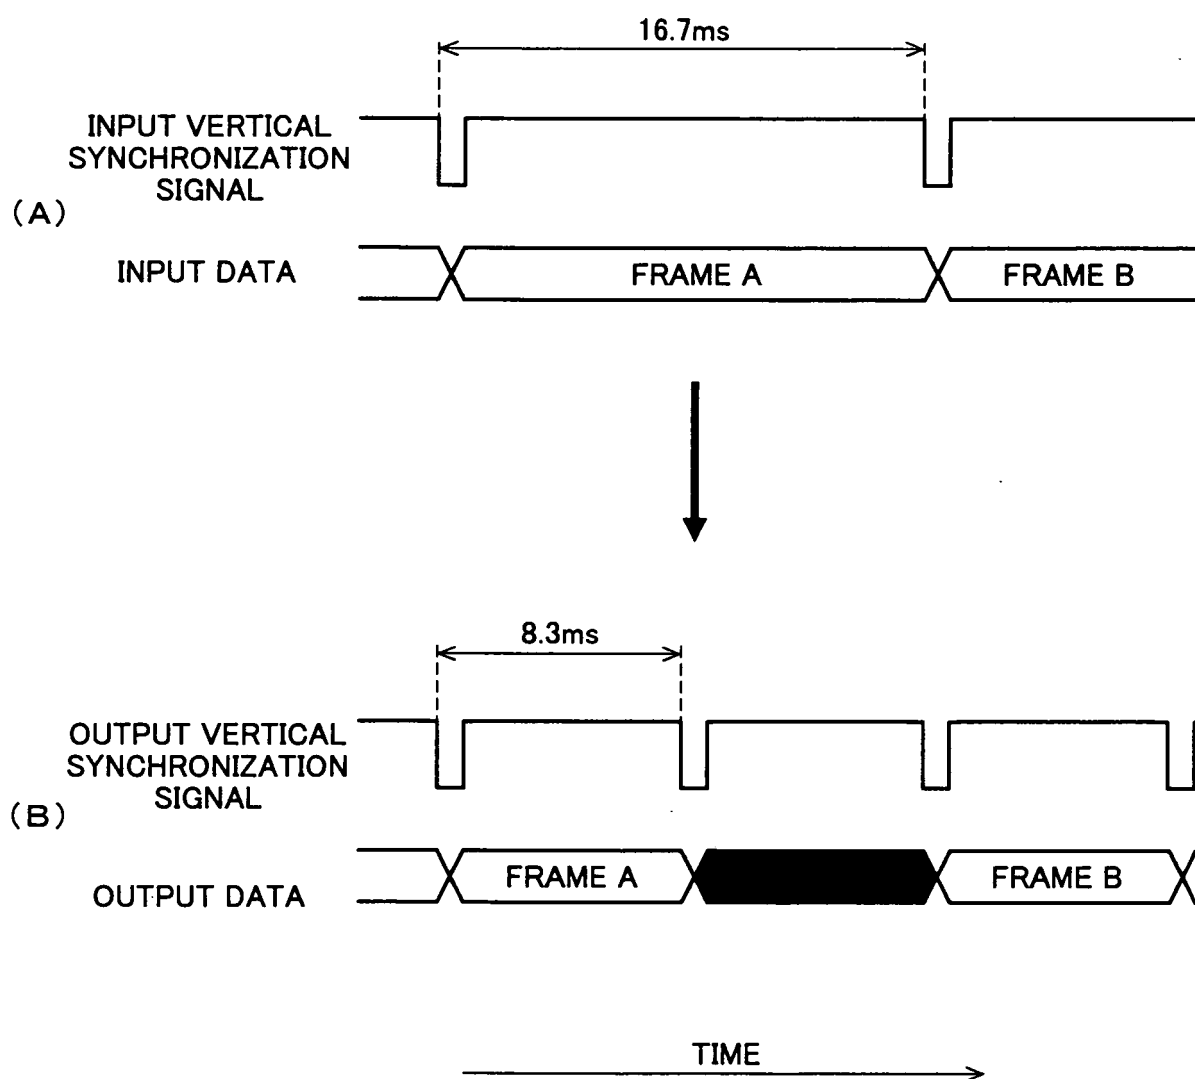 16.7ms
INPUT VERTICAL
SYNCHRONIZATION
SIGNAL
(A)
INPUT DATA
FRAME A
FRAME B
8.3ms
OUTPUT VERTICAL
SYNCHRONIZATION
SIGNAL
(B)
OUTPUT DATA
FRAME A
FRAME B
TIME